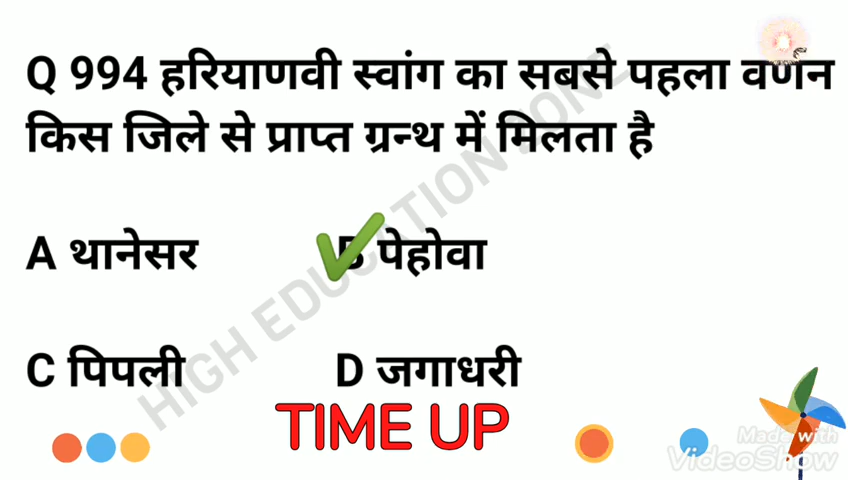 Q 994 हरियाणवी स्वांग का सबसे पहला वर्णन
किस जिले से प्राप्त ग्रन्थ में मिलता है
A थानेसर B पेहोवा
C पिपली D जगाधरी
TIME UP
HIGH EDUCATION
Made with
VideoShow